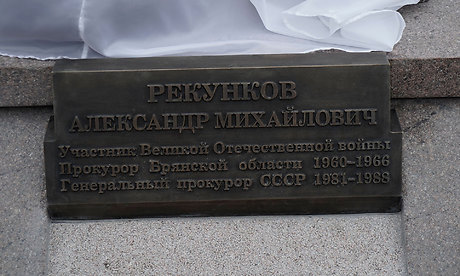 РЕКУНКОВ
АЛЕКСАНДР МИХАЙЛОВИЧ
Участник Великой Отечественной войны
Прокурор Брянской области 1960-1966
Генеральный прокурор СССР 1981-1988